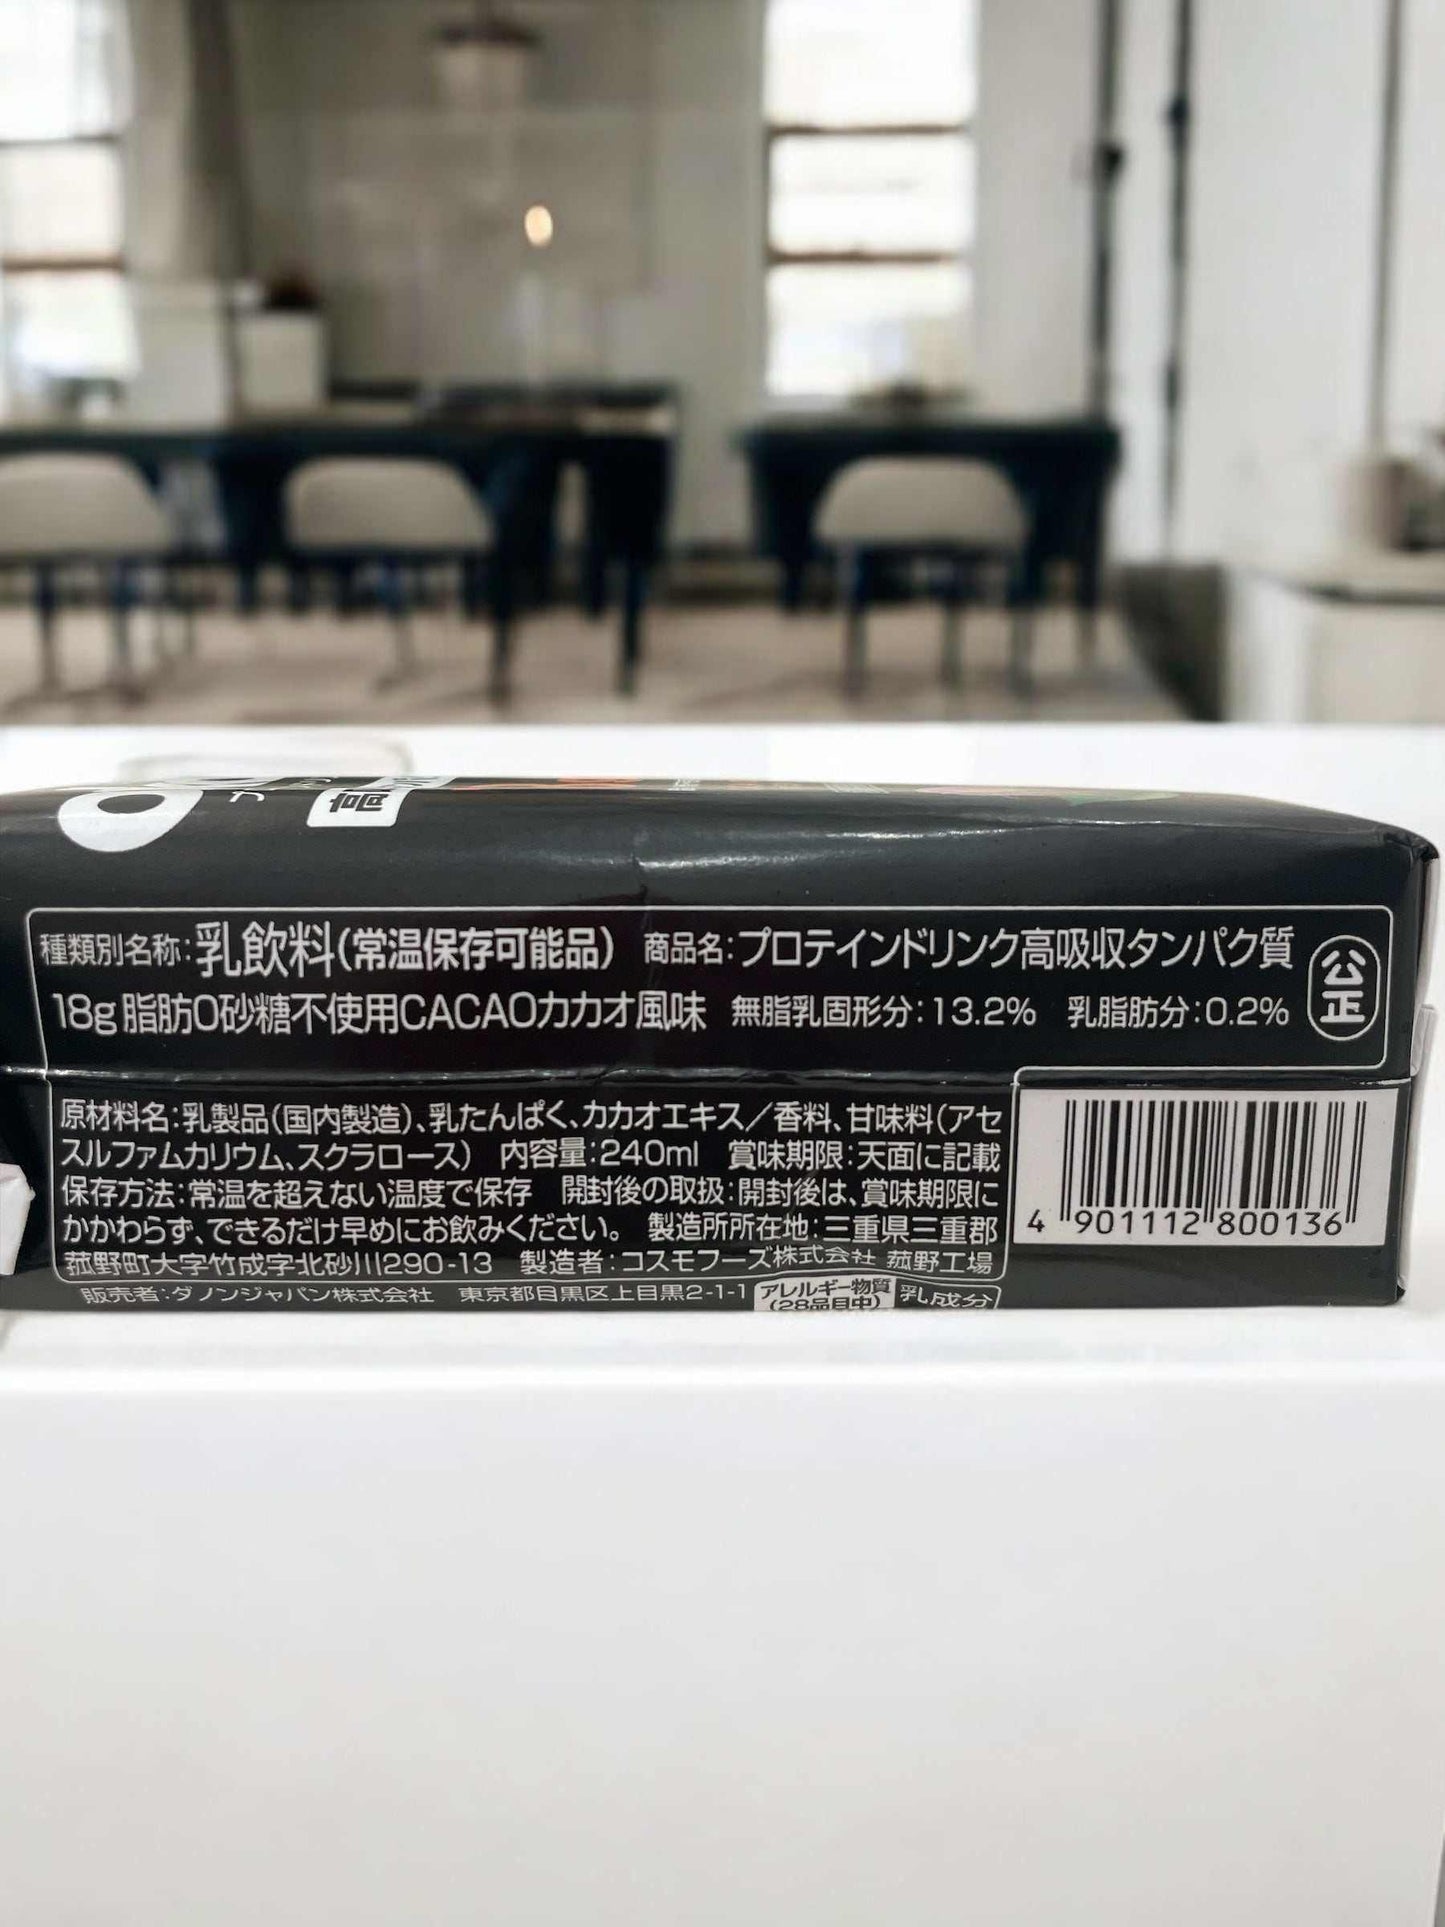 高
種類別名称:乳飲料(常温保存可能品) 商品名:プロテインドリンク高吸収タンパク質
18g脂肪0砂糖不使用CACAOカカオ風味 無脂乳固形分:13.2% 乳脂肪分:0.2%
公正
原材料名:乳製品(国内製造)、乳たんぱく、カカオエキス/香料、甘味料(アセ
スルファムカリウム、スクラロース) 内容量:240ml 賞味期限:天面に記載
保存方法:常温を超えない温度で保存 開封後の取扱:開封後は、賞味期限に
かかわらず、できるだけ早めにお飲みください。 製造所所在地:三重県三重郡
菰野町大字竹成字北砂川290-13 製造者:コスモフーズ株式会社 菰野工場
販売者:ダノンジャパン株式会社 東京都目黒区上目黒2-1-1 アレルギー物質(28品目中) 乳成分
4 901112 800136